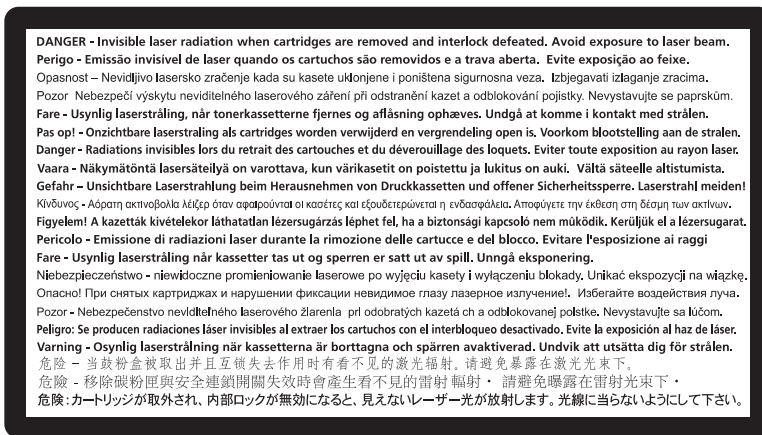 DANGER - Invisible laser radiation when cartridges are removed and interlock defeated. Avoid exposure to laser beam.
Perigo - Emissão invisível de laser quando os cartuchos são removidos e a trava aberta. Evite exposição ao feixe.
Opasnost – Nevidljivo lasersko zračenje kada su kasete uklonjene i poništena sigurnosna veza. Izbjegavati izlaganje zracima.
Pozor Nebezpečí výskytu neviditelného laserového záření při odstranění kazet a odblokování pojistky. Nevystavujte se paprskům.
Fare - Usynlig laserstråling, når tonerkassetterne fjernes og aflåsning ophæves. Undgå at komme i kontakt med strålen.
Pas op! - Onzichtbare laserstraling als cartridges worden verwijderd en vergrendeling open is. Voorkom blootstelling aan de stralen.
Danger - Radiations invisibles lors du retrait des cartouches et du déverouillage des loquets. Eviter toute exposition au rayon laser.
Vaara - Näkymätöntä lasersäteilyä on varottava, kun värikasetit on poistettu ja lukitus on auki. Vältä säteelle altistumista.
Gefahr – Unsichtbare Laserstrahlung beim Herausnehmen von Druckkassetten und offener Sicherheitssperre. Laserstrahl meiden!
Κίνδυνος - Αόρατη ακτινοβολία λέιζερ όταν αφαιρούνται οι κασέτες και εξουδετερώνεται η ενδασφάλεια. Αποφύγετε την έκθεση στη δέσμη των ακτίνων.
Figyelem! A kazetták kivételekor láthatatlan lézersugárzás léphet fel, ha a biztonsági kapcsoló nem mûködik. Kerüljük el a lézersugarat.
Pericolo - Emissione di radiazioni laser durante la rimozione delle cartucce e del blocco. Evitare l'esposizione ai raggi
Fare - Usynlig laserstråling når kassetter tas ut og sperren er satt ut av spill. Unngå eksponering.
Niebezpieczeństwo - niewidoczne promieniowanie laserowe po wyjęciu kasety i wyłączeniu blokady. Unikać ekspozycji na wiązkę.
Опасно! При снятых картриджах и нарушении фиксации невидимое глазу лазерное излучение!. Избегайте воздействия луча.
Pozor - Nebezpečenstvo neviditeľného laserového žiarenia pri odobratých kazetá ch a odblokovanej poistke. Nevystavujte sa lúčom.
Peligro: Se producen radiaciones láser invisibles al extraer los cartuchos con el interbloqueo desactivado. Evite la exposición al haz de láser.
Varning - Osynlig laserstrålning när kassetterna är borttagna och spärren avaktiverad. Undvik att utsätta dig för strålen.
危险 – 当鼓粉盒被取出并且互锁失去作用时有看不见的激光辐射。请避免暴露在激光光束下。
危險 - 移除碳粉匣與安全連鎖開關失效時會產生看不見的雷射輻射。請避免曝露在雷射光束下。
危険：カートリッジが取外され、内部ロックが無効になると、見えないレーザー光が放射します。光線に当らないようにして下さい。